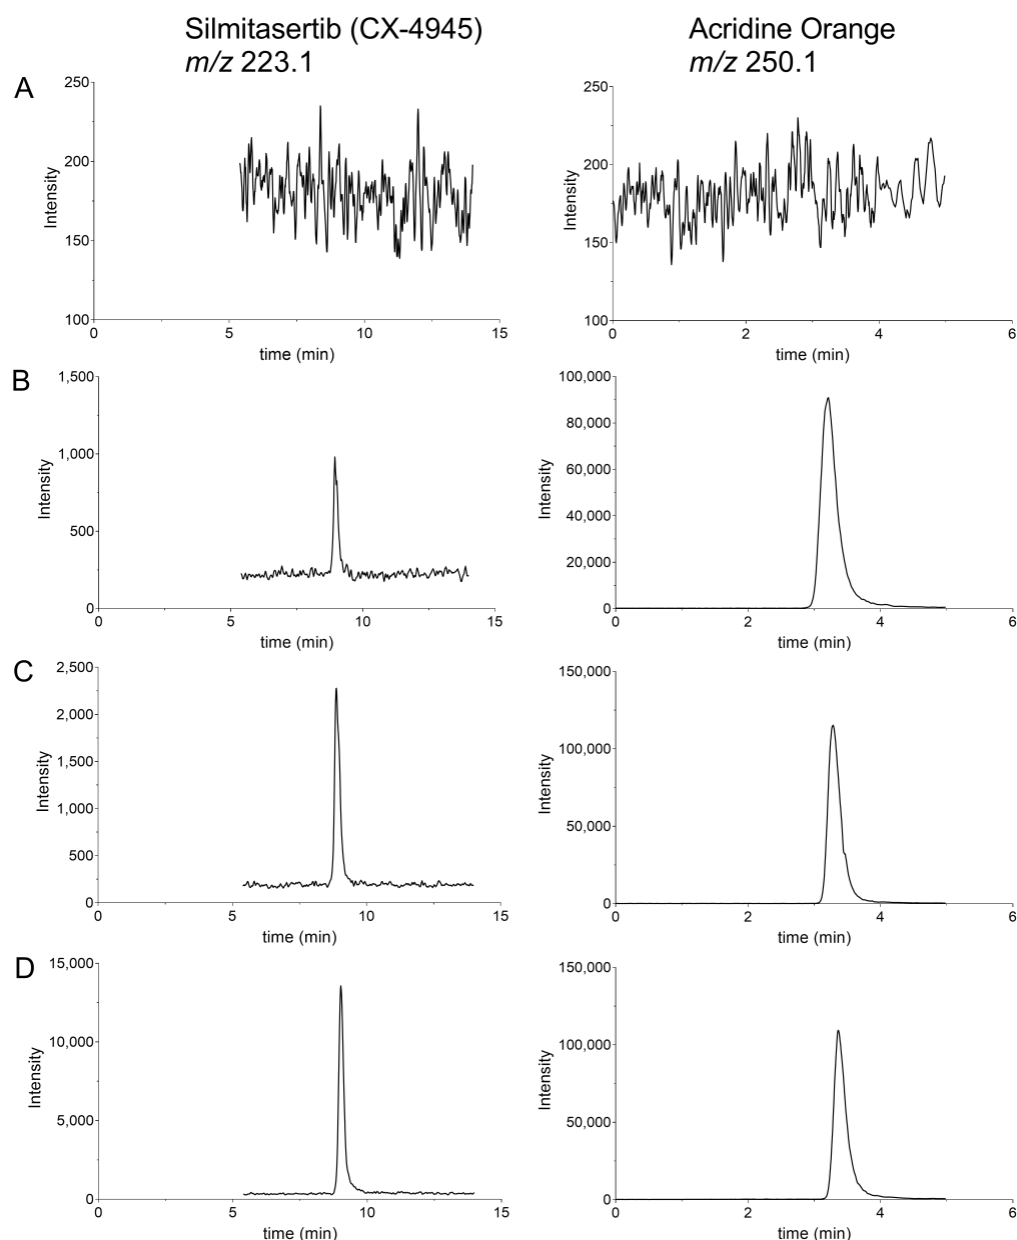 Silmitasertib (CX-4945)
m/z 223.1
Acridine Orange
m/z 250.1
A
250
200
150
100
Intensity
0
5
10
15
time (min)
250
200
150
100
Intensity
0
2
4
6
time (min)
B
1,500
1,000
500
0
Intensity
0
5
10
15
time (min)
100,000
80,000
60,000
40,000
20,000
0
Intensity
0
2
4
6
time (min)
C
2,500
2,000
1,500
1,000
500
0
Intensity
0
5
10
15
time (min)
150,000
100,000
50,000
0
Intensity
0
2
4
6
time (min)
D
15,000
10,000
5,000
0
Intensity
0
5
10
15
time (min)
150,000
100,000
50,000
0
Intensity
0
2
4
6
time (min)